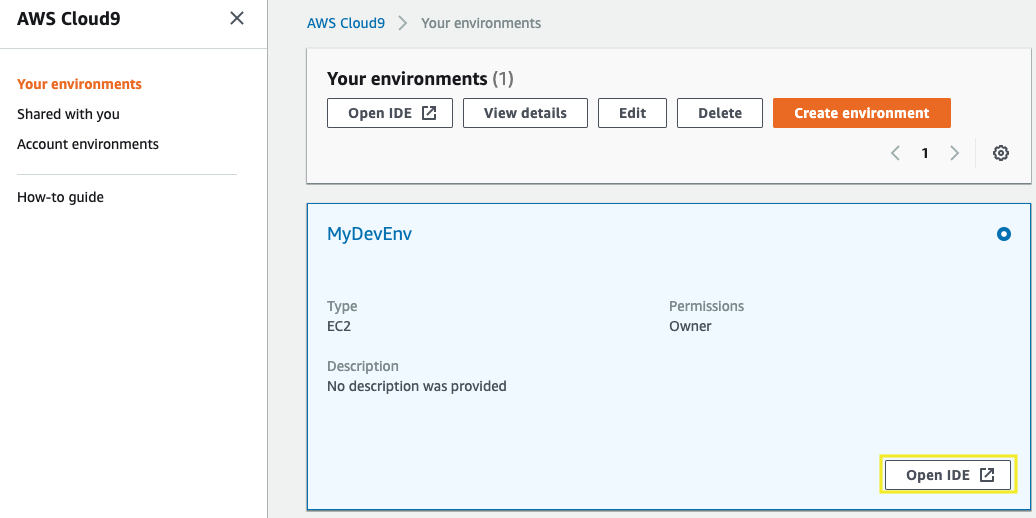 AWS Cloud9
Your environments
Shared with you
Account environments
How-to guide
AWS Cloud9 > Your environments
Your environments (1)
Open IDE View details Edit Delete Create environment
< 1 >
MyDevEnv
Type
EC2
Permissions
Owner
Description
No description was provided
Open IDE